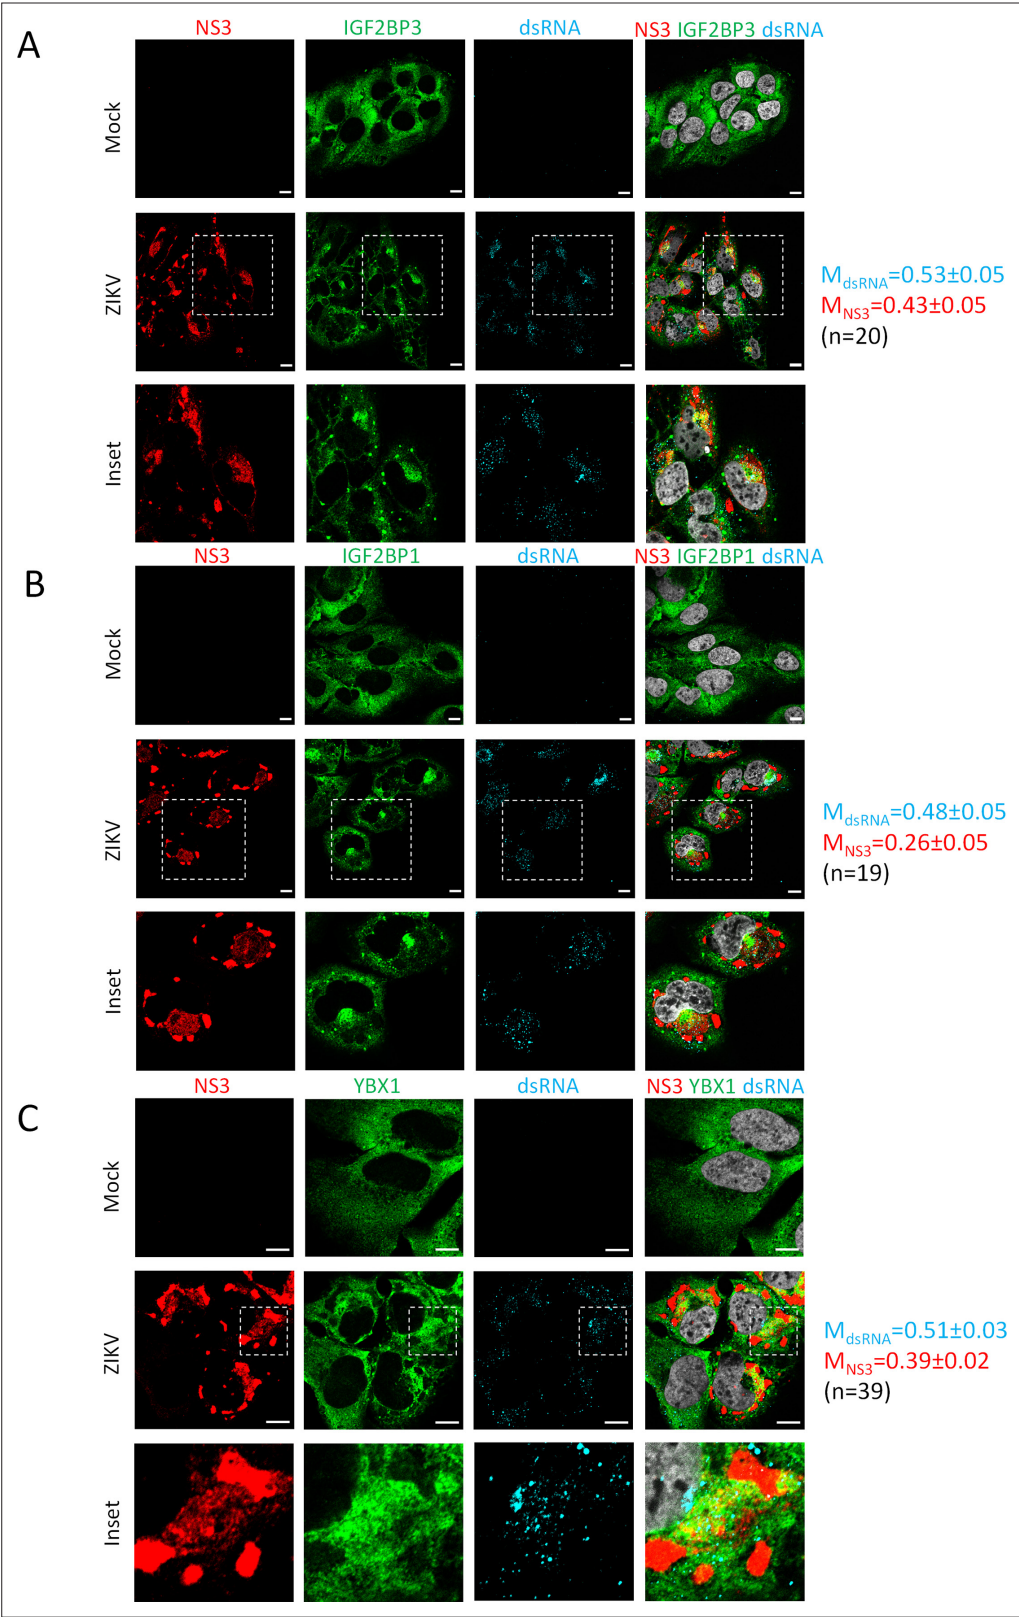 A
NS3 IGF2BP3 dsRNA NS3 IGF2BP3 dsRNA
Mock
ZIKV
MdsRNA=0.53±0.05
MNS3=0.43±0.05
(n=20)
Inset
B
NS3 IGF2BP1 dsRNA NS3 IGF2BP1 dsRNA
Mock
ZIKV
MdsRNA=0.48±0.05
MNS3=0.26±0.05
(n=19)
Inset
C
NS3 YBX1 dsRNA NS3 YBX1 dsRNA
Mock
ZIKV
MdsRNA=0.51±0.03
MNS3=0.39±0.02
(n=39)
Inset